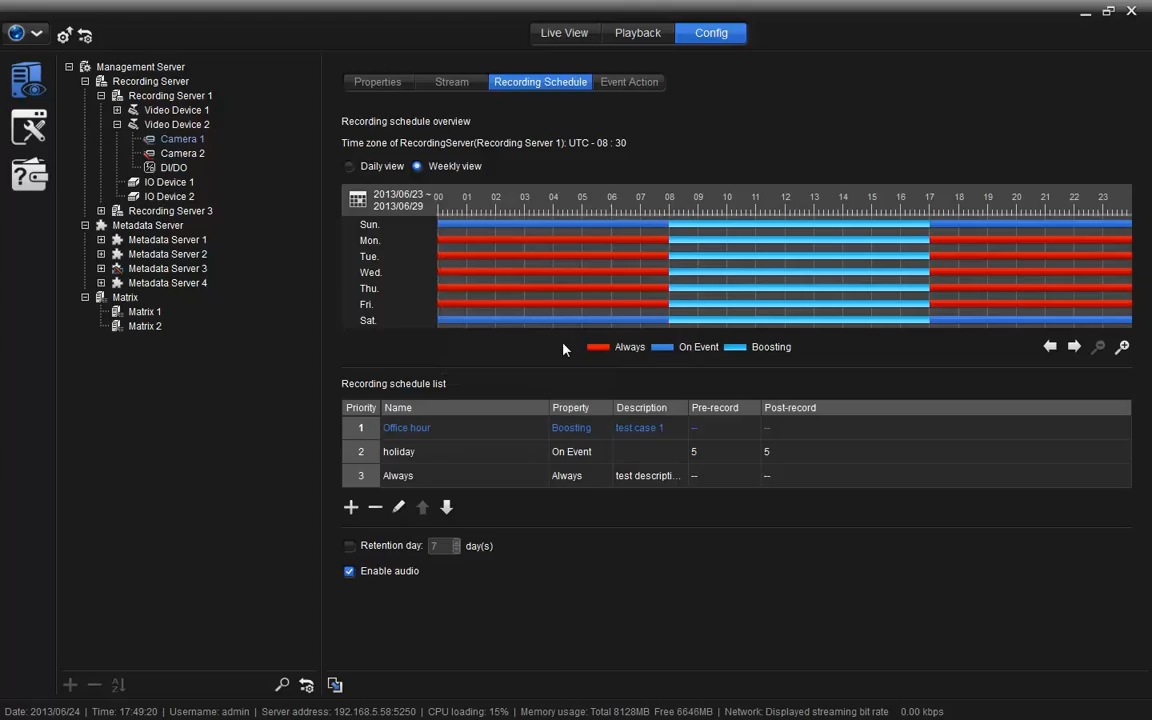 Live View Playback Config
Management Server
Recording Server
Recording Server 1
Video Device 1
Video Device 2
Camera 1
Camera 2
DI/DO
IO Device 1
IO Device 2
Recording Server 3
Metadata Server
Metadata Server 1
Metadata Server 2
Metadata Server 3
Metadata Server 4
Matrix
Matrix 1
Matrix 2
Properties Stream Recording Schedule Event Action
Recording schedule overview
Time zone of RecordingServer(Recording Server 1): UTC - 08 : 30
Daily view Weekly view
2013/06/23 ~ 00 01 02 03 04 05 06 07 08 09 10 11 12 13 14 15 16 17 18 19 20 21 22 23
2013/06/29
Sun.
Mon.
Tue.
Wed.
Thu.
Fri.
Sat.
Always On Event Boosting
Recording schedule list
Priority Name Property Description Pre-record Post-record
1 Office hour Boosting test case 1 -- --
2 holiday On Event 5 5
3 Always Always test descripti... -- --
Retention day: 7 day(s)
Enable audio
Date: 2013/06/24 | Time: 17:49:20 | Username: admin | Server address: 192.168.5.58:5250 | CPU loading: 15% | Memory usage: Total 8128MB Free 6646MB | Network: Displayed streaming bit rate 0.00 kbps